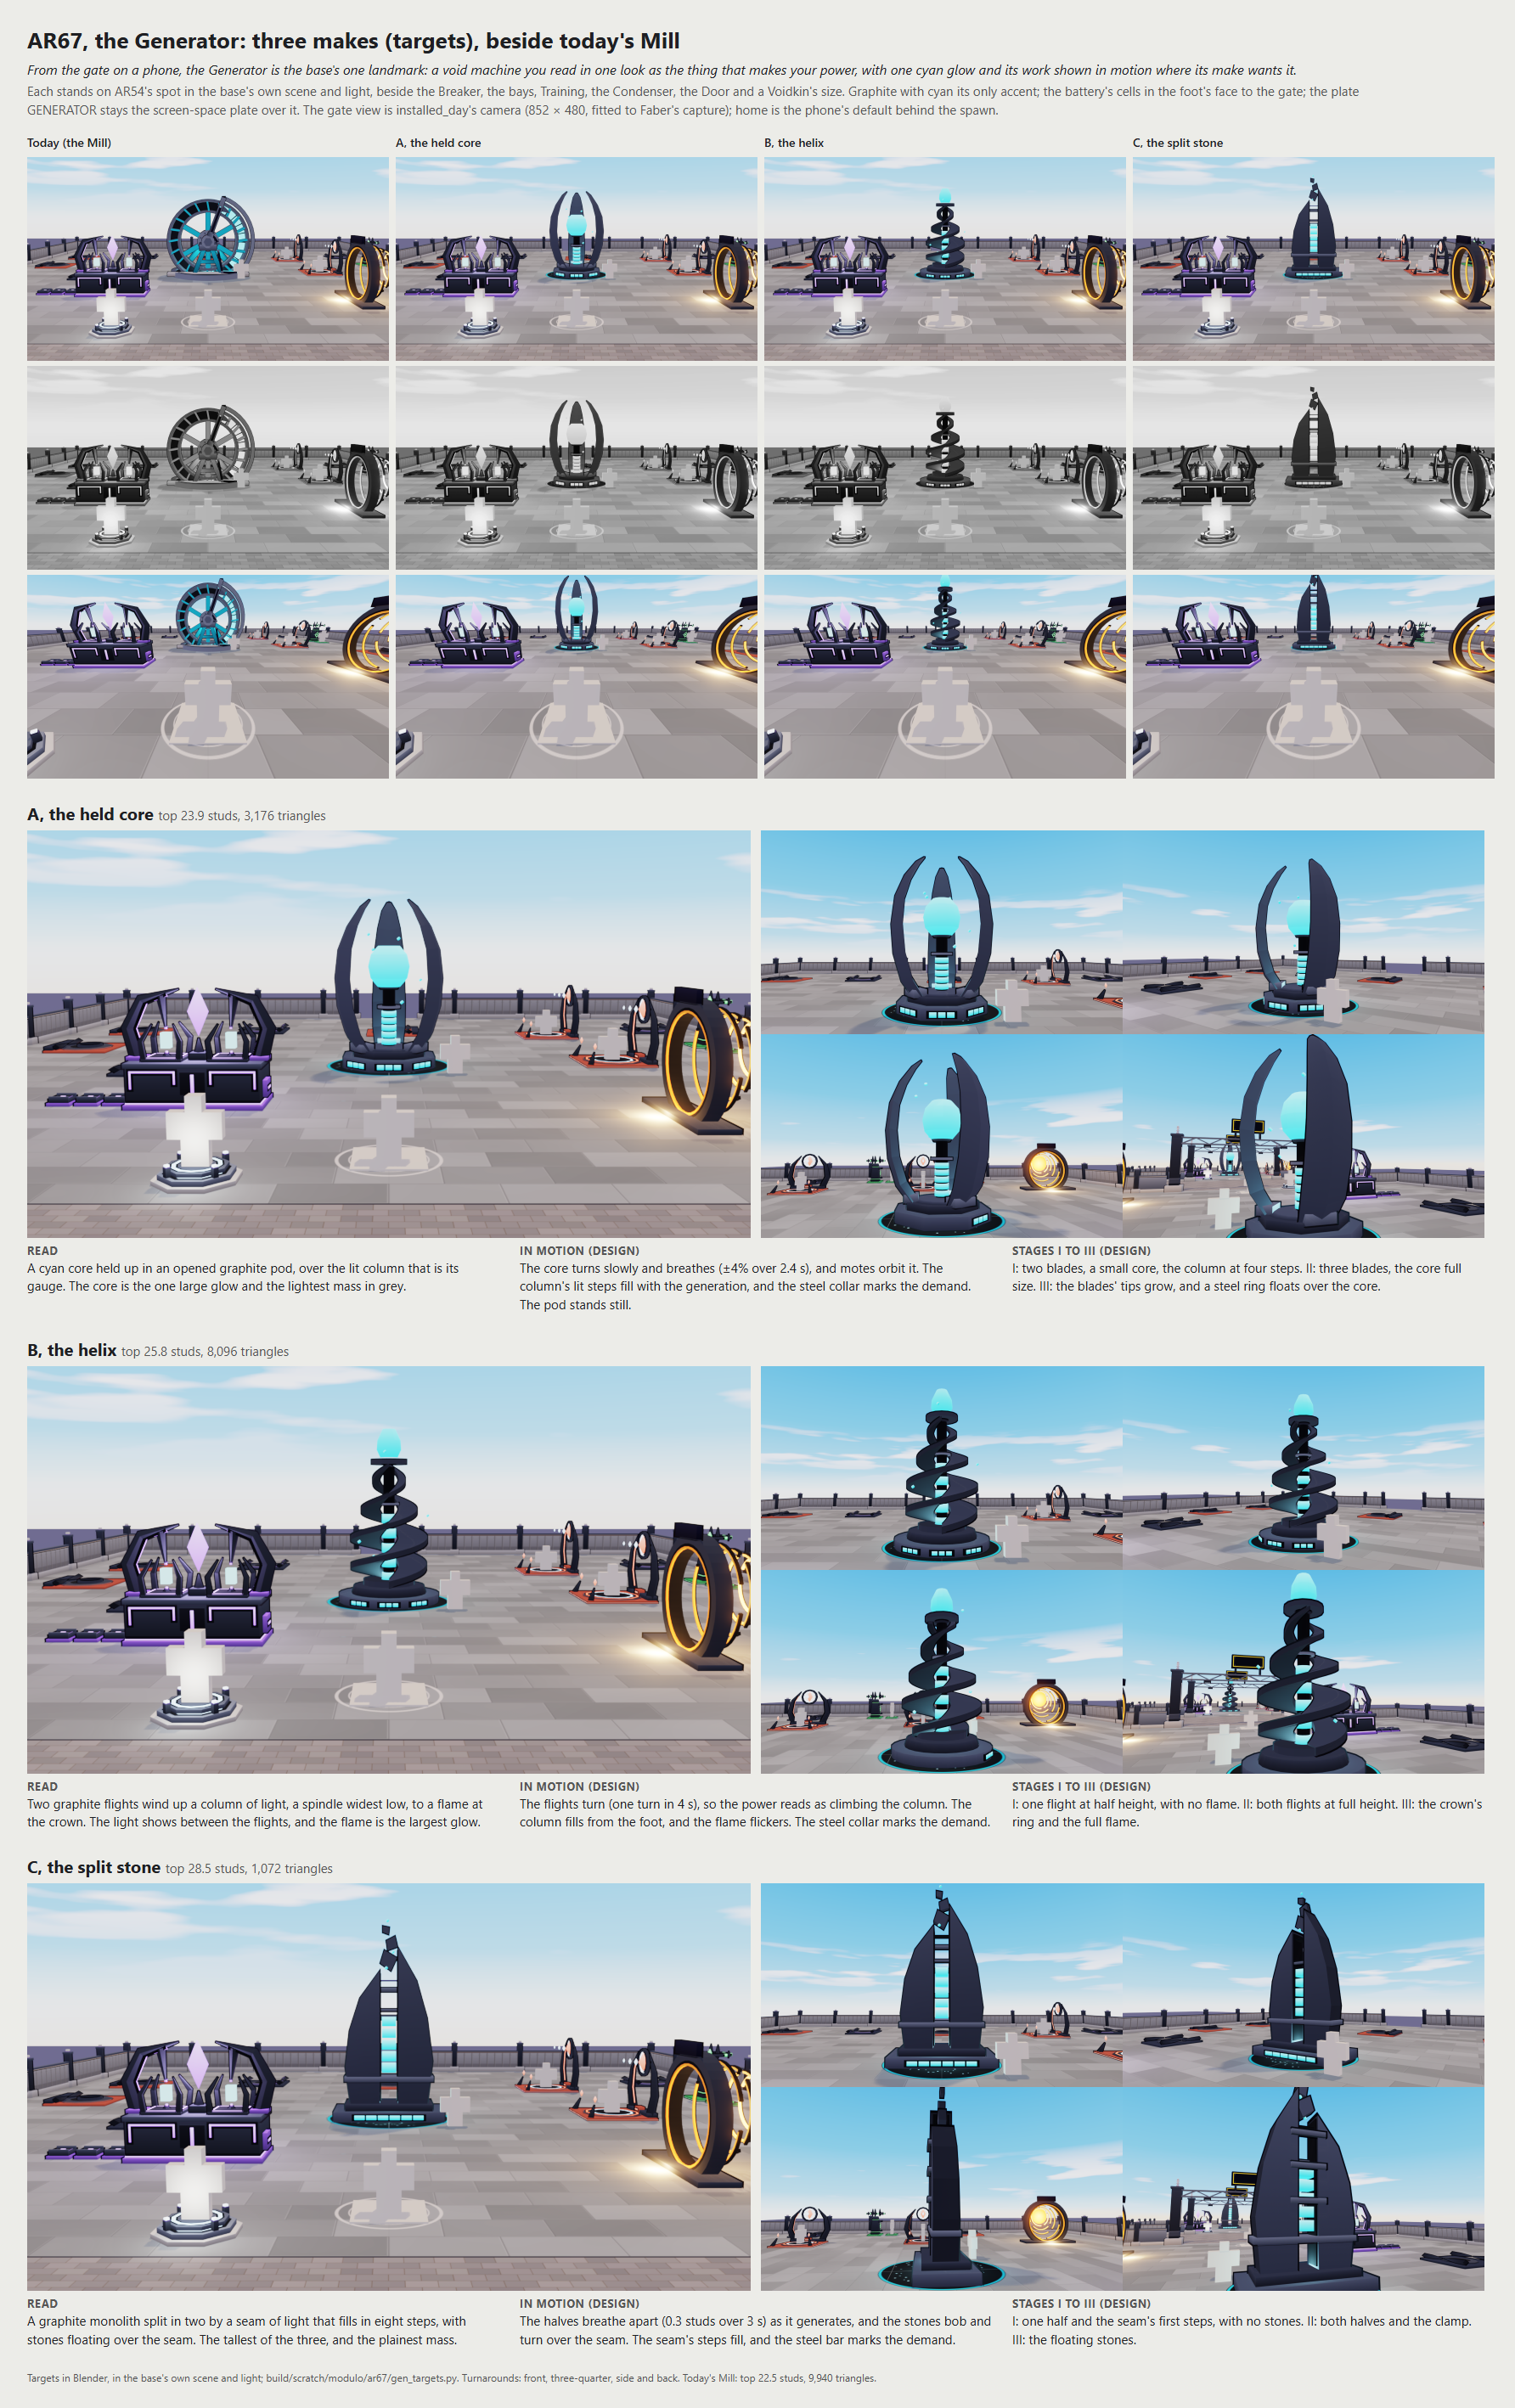 AR67, the Generator: three makes (targets), beside today's Mill
From the gate on a phone, the Generator is the base's one landmark: a void machine you read in one look as the thing that makes your power, with one cyan glow and its work shown in motion where its make wants it.
Each stands on AR54's spot in the base's own scene and light, beside the Breaker, the bays, Training, the Condenser, the Door and a Voidkin's size. Graphite with cyan its only accent; the battery's cells in the foot's face to the gate; the plate
GENERATOR stays the screen-space plate over it. The gate view is installed_day's camera (852 × 480, fitted to Faber's capture); home is the phone's default behind the spawn.
Today (the Mill)
A, the held core
B, the helix
C, the split stone
A, the held core top 23.9 studs, 3,176 triangles
READ
A cyan core held up in an opened graphite pod, over the lit column that is its
gauge. The core is the one large glow and the lightest mass in grey.
IN MOTION (DESIGN)
The core turns slowly and breathes (±4% over 2.4 s), and motes orbit it. The
column's lit steps fill with the generation, and the steel collar marks the demand.
The pod stands still.
STAGES I TO III (DESIGN)
I: two blades, a small core, the column at four steps. II: three blades, the core full
size. III: the blades' tips grow, and a steel ring floats over the core.
B, the helix top 25.8 studs, 8,096 triangles
READ
Two graphite flights wind up a column of light, a spindle widest low, to a flame at
the crown. The light shows between the flights, and the flame is the largest glow.
IN MOTION (DESIGN)
The flights turn (one turn in 4 s), so the power reads as climbing the column. The
column fills from the foot, and the flame flickers. The steel collar marks the demand.
STAGES I TO III (DESIGN)
I: one flight at half height, with no flame. II: both flights at full height. III: the crown's
ring and the full flame.
C, the split stone top 28.5 studs, 1,072 triangles
READ
A graphite monolith split in two by a seam of light that fills in eight steps, with
stones floating over the seam. The tallest of the three, and the plainest mass.
IN MOTION (DESIGN)
The halves breathe apart (0.3 studs over 3 s) as it generates, and the stones bob and
turn over the seam. The seam's steps fill, and the steel bar marks the demand.
STAGES I TO III (DESIGN)
I: one half and the seam's first steps, with no stones. II: both halves and the clamp.
III: the floating stones.
Targets in Blender, in the base's own scene and light; build/scratch/modulo/ar67/gen_targets.py. Turnarounds: front, three-quarter, side and back. Today's Mill: top 22.5 studs, 9,940 triangles.